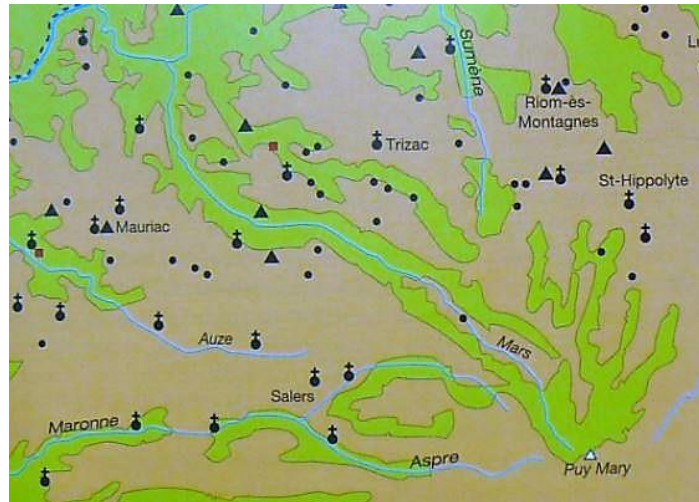 Sumène
Riom-ès-
Montagnes
Trizac
St-Hippolyte
Mauriac
Auze
Mars
Salers
Maronne
Aspre
Puy Mary